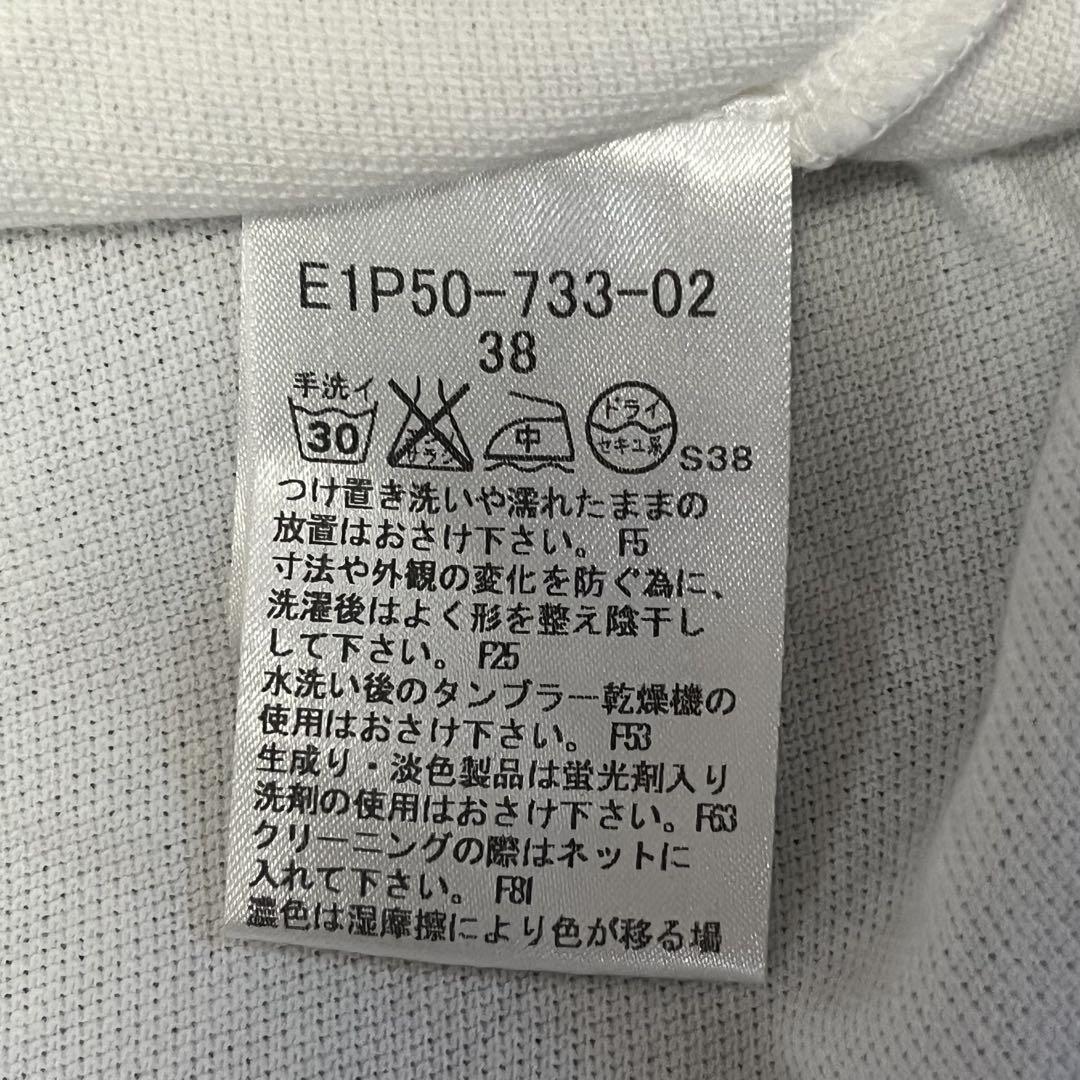 E1P50-733-02
38
手洗イ
30
サラシ
中
ドライ
セキユ系
S38
つけ置き洗いや濡れたままの
放置はおさけ下さい。F5
寸法や外観の変化を防ぐ為に、
洗濯後はよく形を整え陰干し
して下さい。F25
水洗い後のタンブラー乾燥機の
使用はおさけ下さい。F53
生成り・淡色製品は蛍光剤入り
洗剤の使用はおさけ下さい。F63
クリーニングの際はネットに
入れて下さい。F81
濃色は湿摩擦により色が移る場